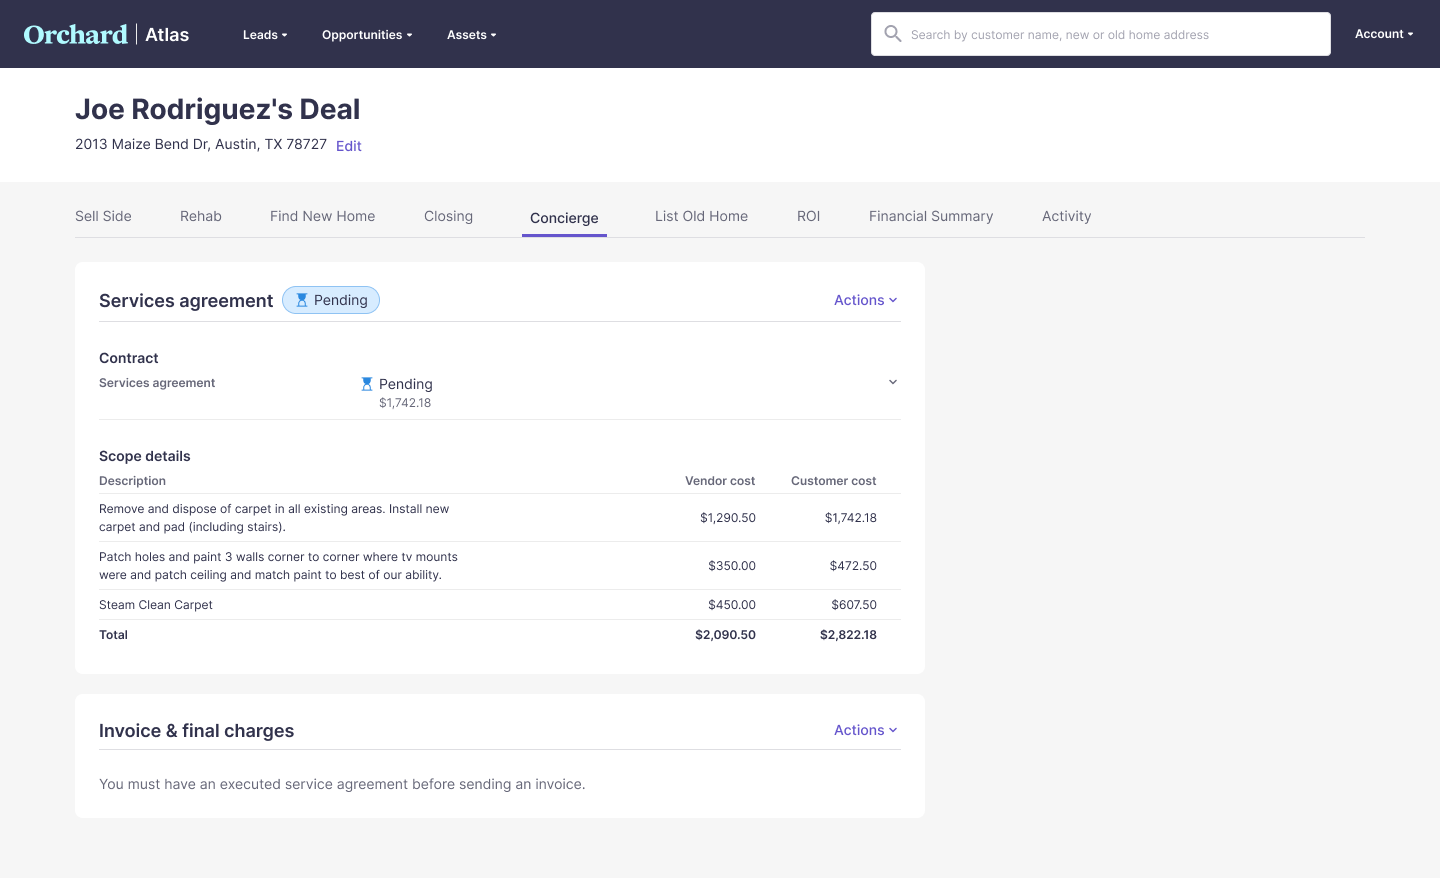 Orchard | Atlas
Leads
Opportunities
Assets
Search by customer name, new or old home address
Account
Joe Rodriguez's Deal
2013 Maize Bend Dr, Austin, TX 78727 Edit
Sell Side
Rehab
Find New Home
Closing
Concierge
List Old Home
ROI
Financial Summary
Activity
Services agreement
Pending
Actions
Contract
Services agreement
Pending
$1,742.18
Scope details
Description Vendor cost Customer cost
Remove and dispose of carpet in all existing areas. Install new
carpet and pad (including stairs).
$1,290.50 $1,742.18
Patch holes and paint 3 walls corner to corner where tv mounts
were and patch ceiling and match paint to best of our ability.
$350.00 $472.50
Steam Clean Carpet $450.00 $607.50
Total $2,090.50 $2,822.18
Invoice & final charges
Actions
You must have an executed service agreement before sending an invoice.